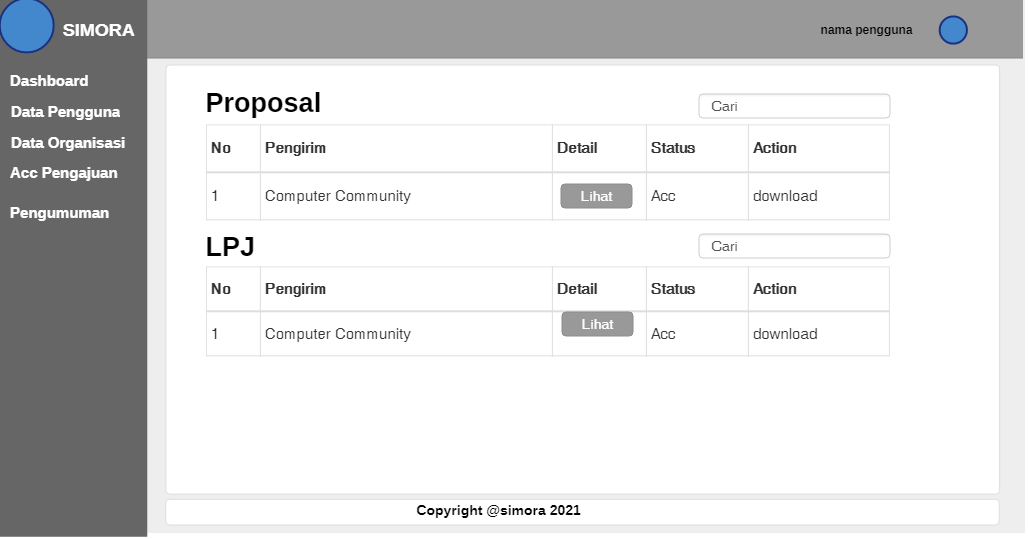 SIMORA
nama pengguna
Dashboard
Data Pengguna
Data Organisasi
Acc Pengajuan
Pengumuman
Proposal
Cari
No Pengirim Detail Status Action
1 Computer Community Lihat Acc download
LPJ
Cari
No Pengirim Detail Status Action
1 Computer Community Lihat Acc download
Copyright @simora 2021